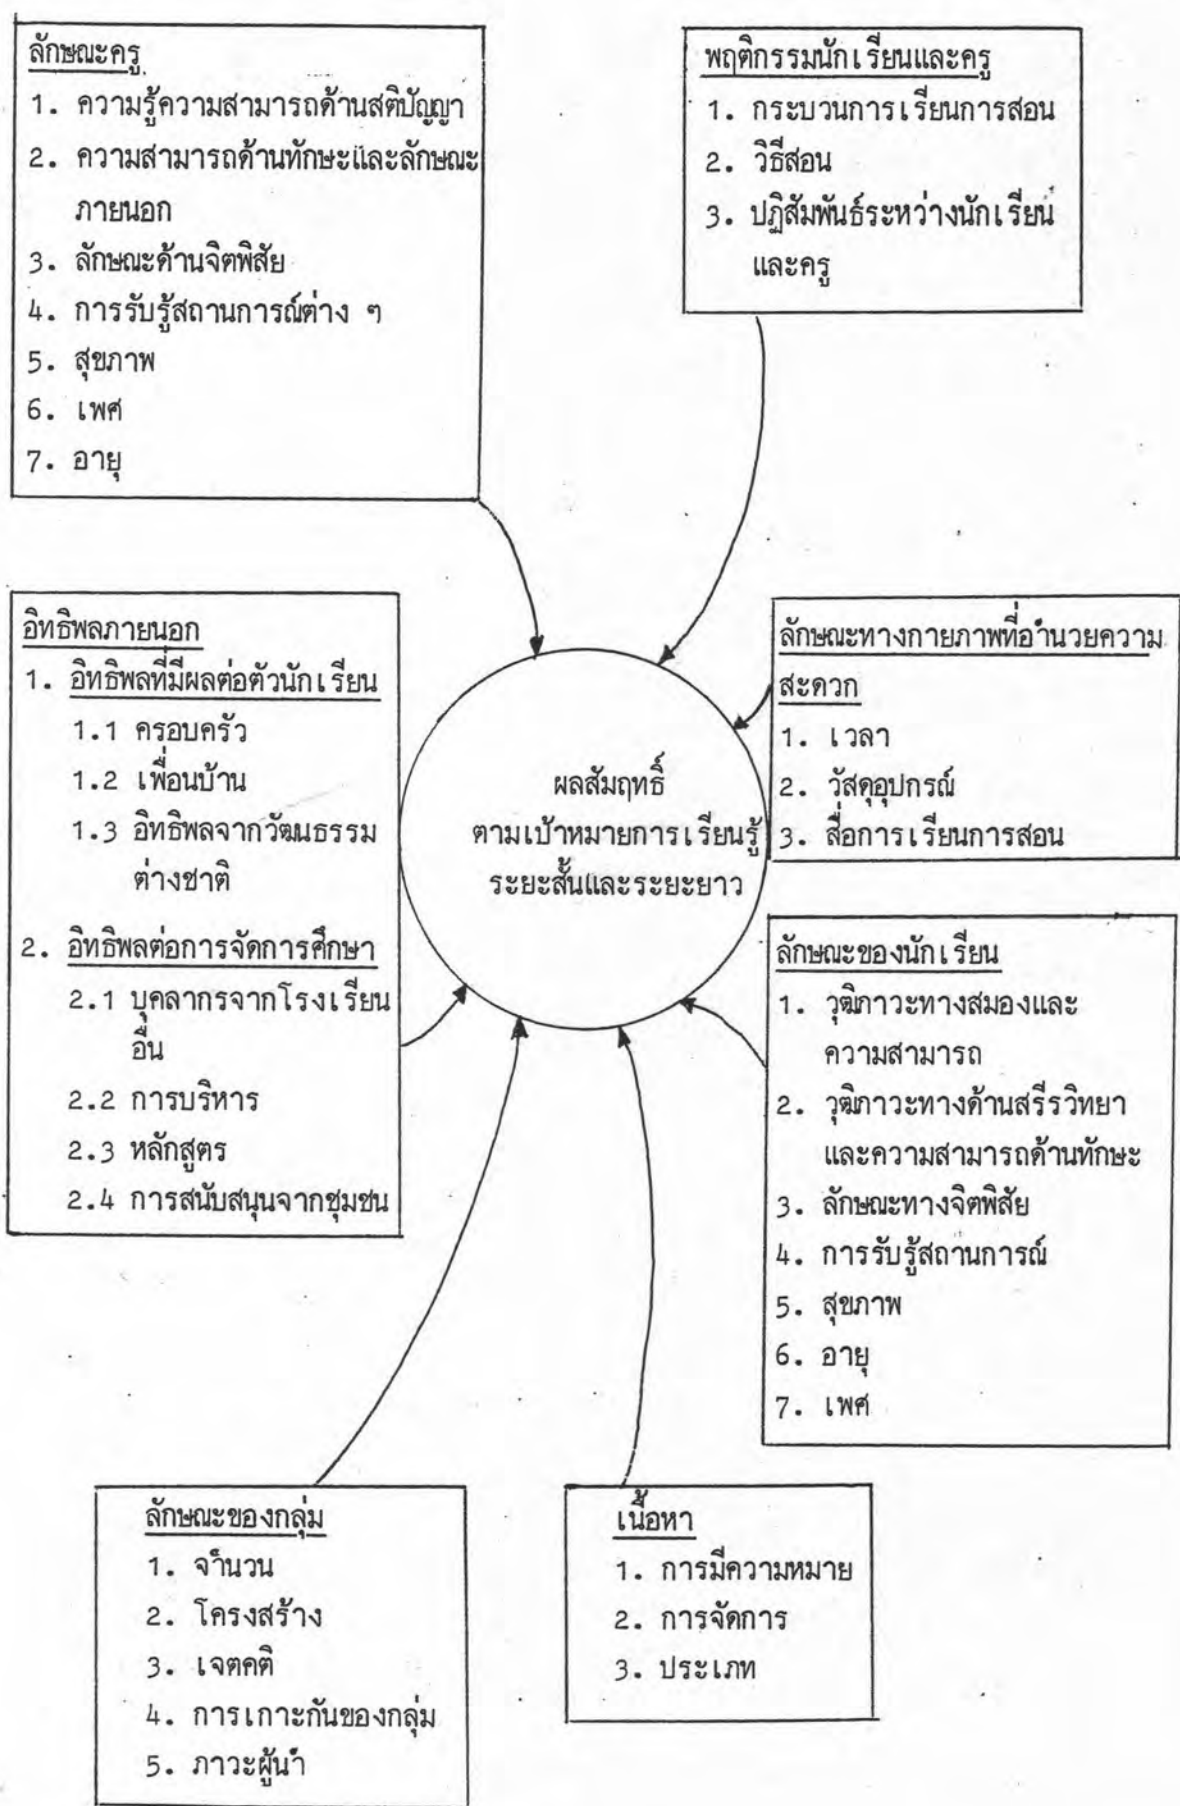 ลักษณะครู
1. ความรู้ความสามารถด้านสติปัญญา
2. ความสามารถด้านทักษะและลักษณะ
ภายนอก
3. ลักษณะด้านจิตพิสัย
4. การรับรู้สถานการณ์ต่าง ๆ
5. สุขภาพ
6. เพศ
7. อายุ
พฤติกรรมนักเรียนและครู
1. กระบวนการเรียนการสอน
2. วิธีสอน
3. ปฏิสัมพันธ์ระหว่างนักเรียน
และครู
อิทธิพลภายนอก
1. อิทธิพลที่มีผลต่อตัวนักเรียน
1.1 ครอบครัว
1.2 เพื่อนบ้าน
1.3 อิทธิพลจากวัฒนธรรม
ต่างชาติ
2. อิทธิพลต่อการจัดการศึกษา
2.1 บุคลากรจากโรงเรียน
อื่น
2.2 การบริหาร
2.3 หลักสูตร
2.4 การสนับสนุนจากชุมชน
ผลสัมฤทธิ์
ตามเป้าหมายการเรียนรู้
ระยะสั้นและระยะยาว
ลักษณะทางกายภาพที่อำนวยความ
สะดวก
1. เวลา
2. วัสดุอุปกรณ์
3. สื่อการเรียนการสอน
ลักษณะของนักเรียน
1. วุฒิภาวะทางสมองและ
ความสามารถ
2. วุฒิภาวะทางด้านสรีรวิทยา
และความสามารถด้านทักษะ
3. ลักษณะทางจิตพิสัย
4. การรับรู้สถานการณ์
5. สุขภาพ
6. อายุ
7. เพศ
ลักษณะของกลุ่ม
1. จำนวน
2. โครงสร้าง
3. เจตคติ
4. การเกาะกันของกลุ่ม
5. ภาวะผู้นำ
เนื้อหา
1. การมีความหมาย
2. การจัดการ
3. ประเภท